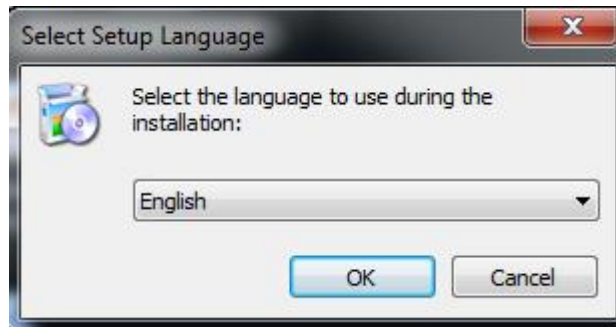 Select Setup Language
Select the language to use during the
installation:
English
OK
Cancel